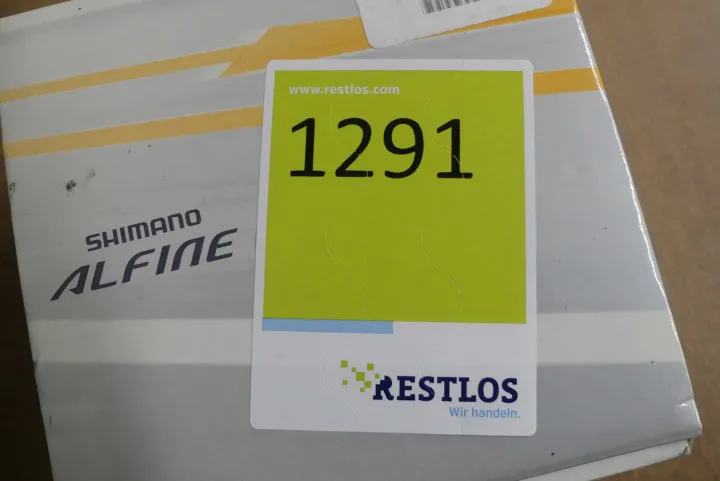 SHIMANO
ALFINE
www.restlos.com
1291
RESTLOS
Wir handeln.